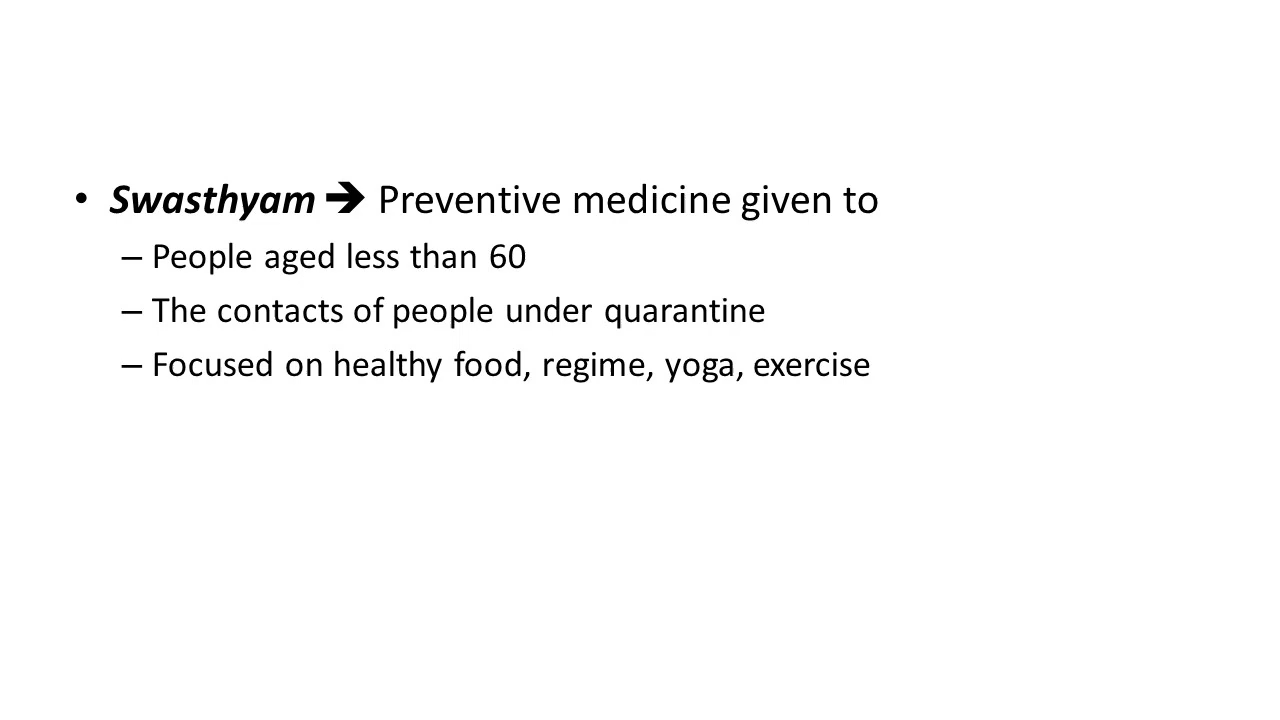 • Swasthyam ➔ Preventive medicine given to
– People aged less than 60
– The contacts of people under quarantine
– Focused on healthy food, regime, yoga, exercise